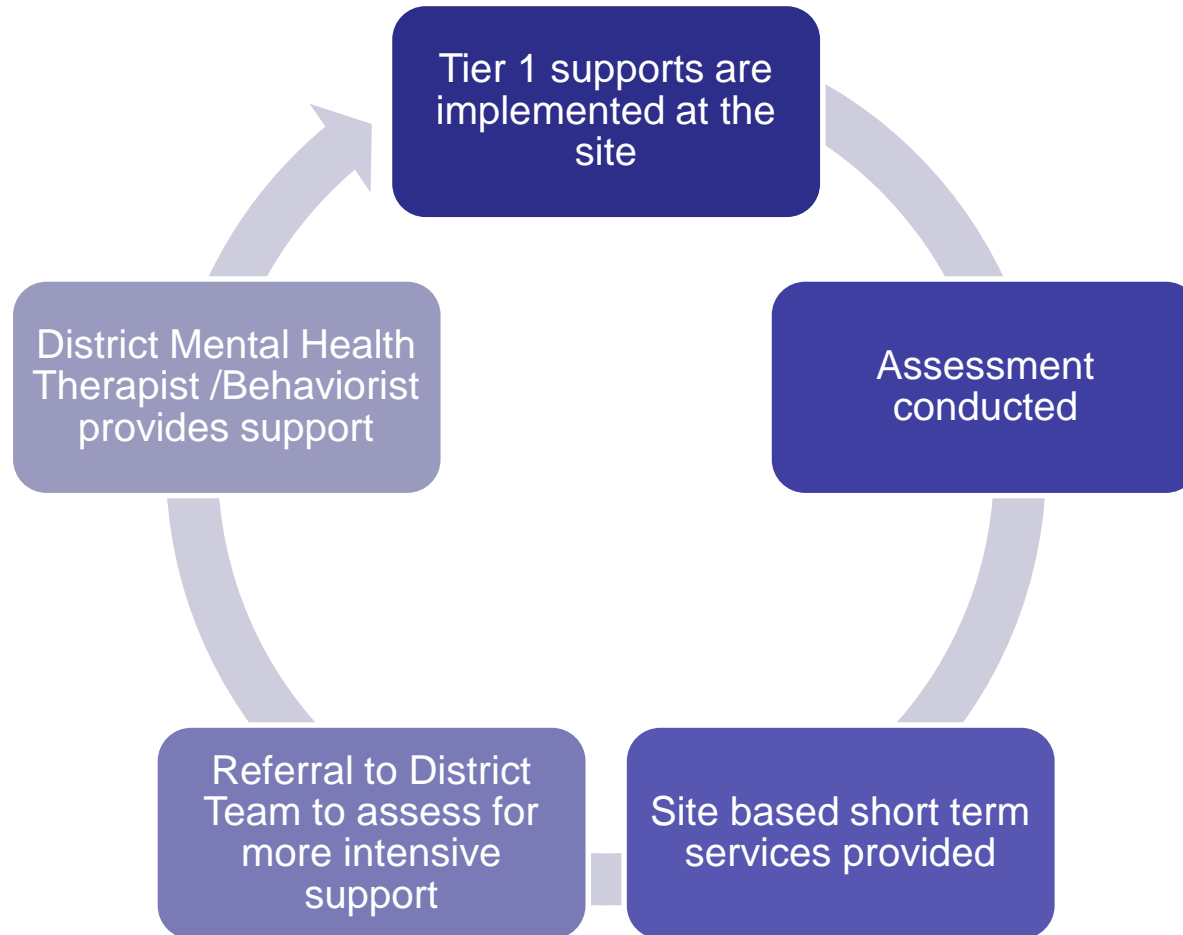 Tier 1 supports are
implemented at the
site
Assessment
conducted
Site based short term
services provided
Referral to District
Team to assess for
more intensive
support
District Mental Health
Therapist /Behaviorist
provides support